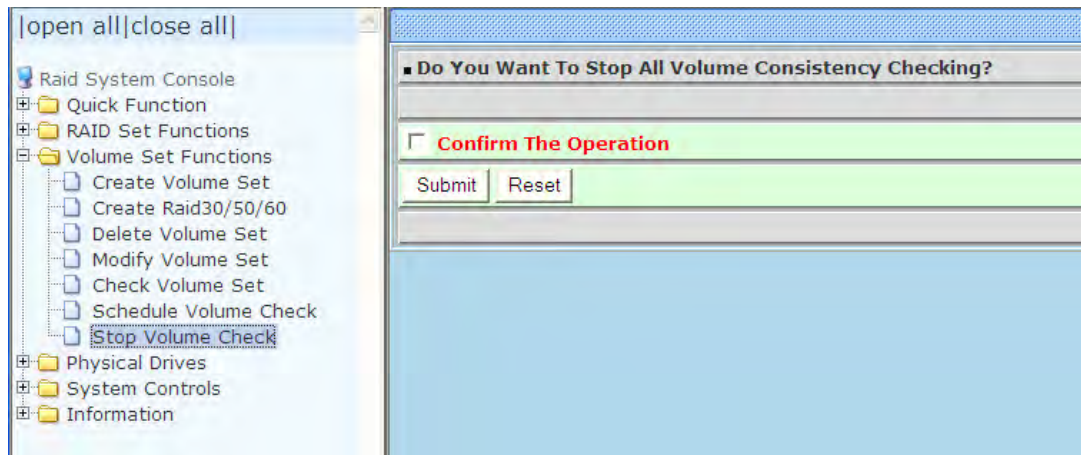 |open all|close all|
Raid System Console
Quick Function
RAID Set Functions
Volume Set Functions
Create Volume Set
Create Raid30/50/60
Delete Volume Set
Modify Volume Set
Check Volume Set
Schedule Volume Check
Stop Volume Check
Physical Drives
System Controls
Information
Do You Want To Stop All Volume Consistency Checking?
Confirm The Operation
Submit Reset